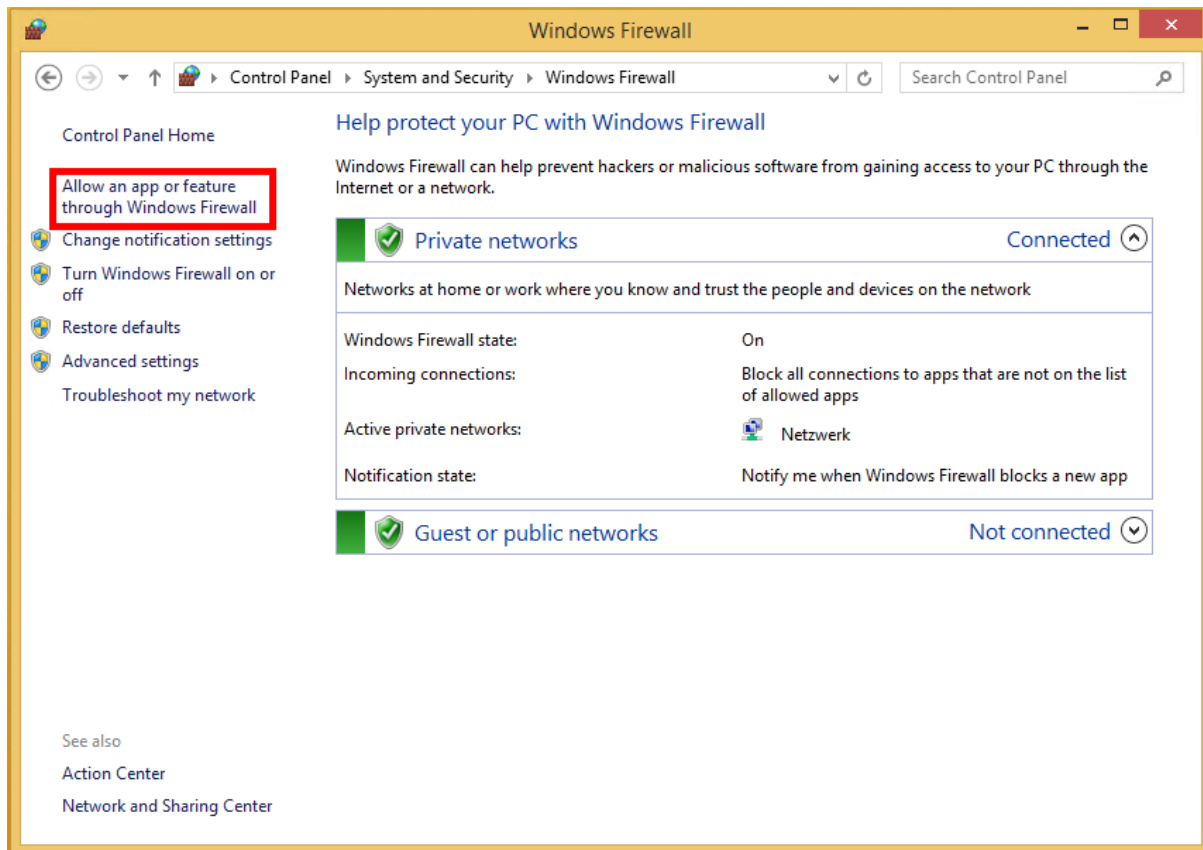 Windows Firewall
Control Panel System and Security Windows Firewall
Search Control Panel
Control Panel Home
Allow an app or feature
through Windows Firewall
Change notification settings
Turn Windows Firewall on or
off
Restore defaults
Advanced settings
Troubleshoot my network
See also
Action Center
Network and Sharing Center
Help protect your PC with Windows Firewall
Windows Firewall can help prevent hackers or malicious software from gaining access to your PC through the
Internet or a network.
Private networks
Connected
Networks at home or work where you know and trust the people and devices on the network
Windows Firewall state:
On
Incoming connections:
Block all connections to apps that are not on the list
of allowed apps
Active private networks:
Netzwerk
Notification state:
Notify me when Windows Firewall blocks a new app
Guest or public networks
Not connected